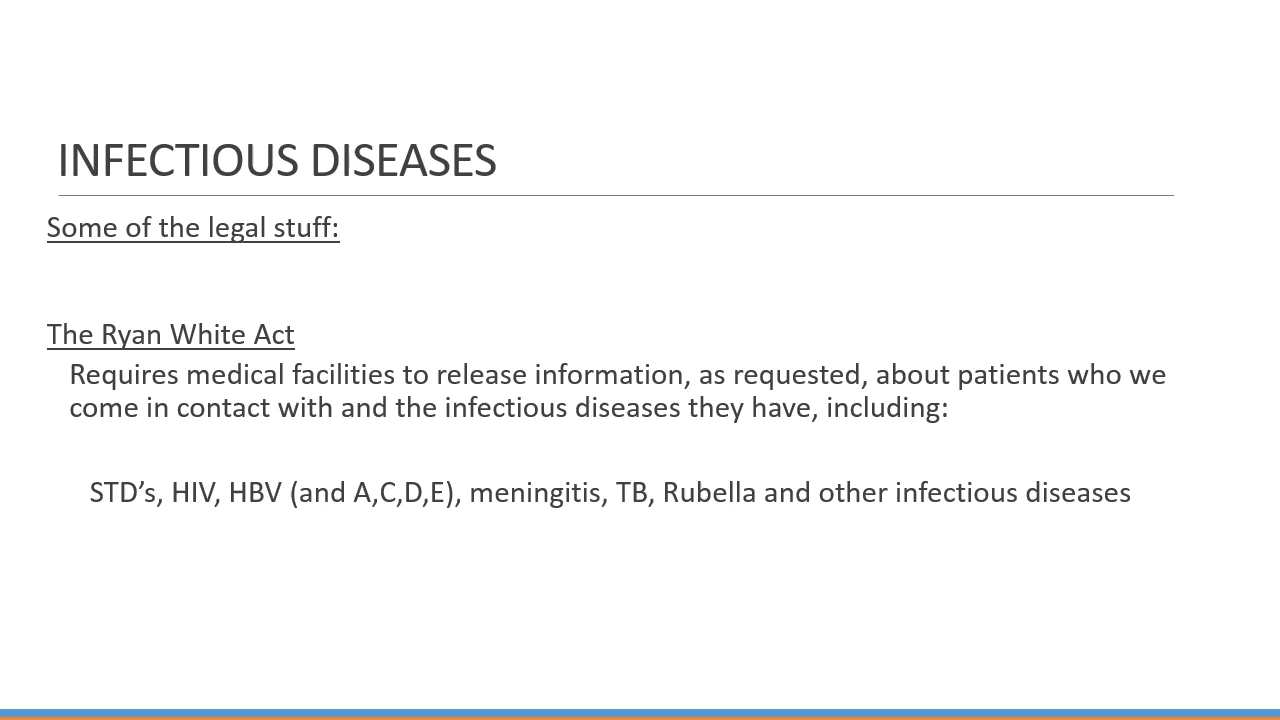 INFECTIOUS DISEASES
Some of the legal stuff:
The Ryan White Act
Requires medical facilities to release information, as requested, about patients who we
come in contact with and the infectious diseases they have, including:
STD’s, HIV, HBV (and A,C,D,E), meningitis, TB, Rubella and other infectious diseases